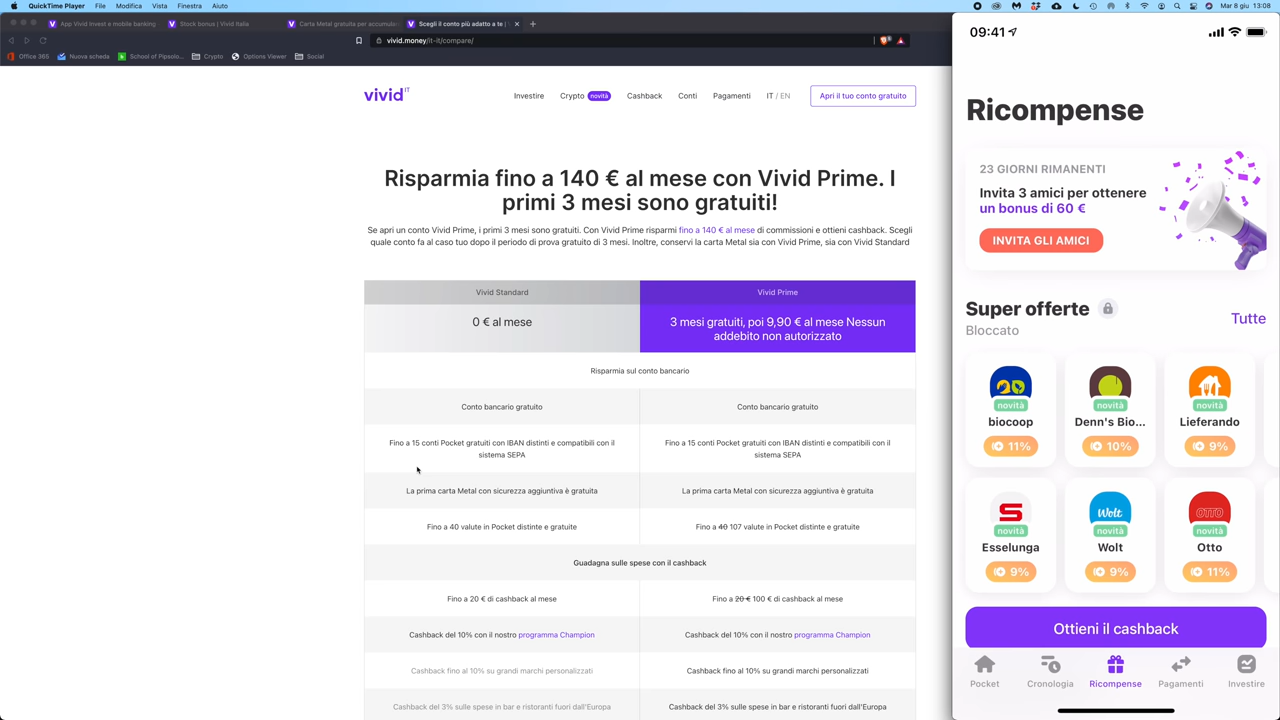 QuickTime Player File Modifica Vista Finestra Aiuto
Mar 8 giu 13:08
App Vivid Invest e mobile banking
Stock bonus | Vivid Italia
Carta Metal gratuita per accumula
Scegli il conto più adatto a te |
vivid.money/it-it/compare/
Office 365 Nuova scheda School of Pipsolo... Crypto Options Viewer Social
vivid IT
Investire Crypto novità Cashback Conti Pagamenti IT / EN Apri il tuo conto gratuito
Risparmia fino a 140 € al mese con Vivid Prime. I
primi 3 mesi sono gratuiti!
Se apri un conto Vivid Prime, i primi 3 mesi sono gratuiti. Con Vivid Prime risparmi fino a 140 € al mese di commissioni e ottieni cashback. Scegli
quale conto fa al caso tuo dopo il periodo di prova gratuito di 3 mesi. Inoltre, conservi la carta Metal sia con Vivid Prime, sia con Vivid Standard
Vivid Standard Vivid Prime
0 € al mese
3 mesi gratuiti, poi 9,90 € al mese Nessun
addebito non autorizzato
Risparmia sul conto bancario
Conto bancario gratuito Conto bancario gratuito
Fino a 15 conti Pocket gratuiti con IBAN distinti e compatibili con il
sistema SEPA
Fino a 15 conti Pocket gratuiti con IBAN distinti e compatibili con il
sistema SEPA
La prima carta Metal con sicurezza aggiuntiva è gratuita La prima carta Metal con sicurezza aggiuntiva è gratuita
Fino a 40 valute in Pocket distinte e gratuite Fino a 40 107 valute in Pocket distinte e gratuite
Guadagna sulle spese con il cashback
Fino a 20 € di cashback al mese Fino a 20 € 100 € di cashback al mese
Cashback del 10% con il nostro programma Champion Cashback del 10% con il nostro programma Champion
Cashback fino al 10% su grandi marchi personalizzati Cashback fino al 10% su grandi marchi personalizzati
Cashback del 3% sulle spese in bar e ristoranti fuori dall'Europa Cashback del 3% sulle spese in bar e ristoranti fuori dall'Europa
09:41
Ricompense
23 GIORNI RIMANENTI
Invita 3 amici per ottenere
un bonus di 60 €
INVITA GLI AMICI
Super offerte
Bloccato
Tutte
novità novità novità
biocoop Denn's Bio... Lieferando
11% 10% 9%
Wolt OTTO
novità novità novità
Esselunga Wolt Otto
9% 9% 11%
Ottieni il cashback
Pocket Cronologia Ricompense Pagamenti Investire